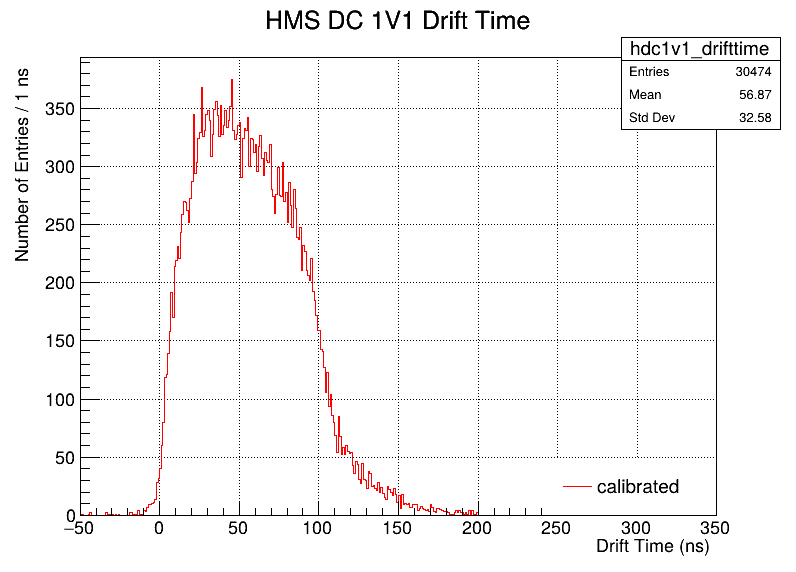 HMS DC 1V1 Drift Time
hdc1v1_drifttime
Entries 30474
Mean 56.87
Std Dev 32.58
Number of Entries / 1 ns
350
300
250
200
150
100
50
0
−50 0 50 100 150 200 250 300 350
calibrated
Drift Time (ns)